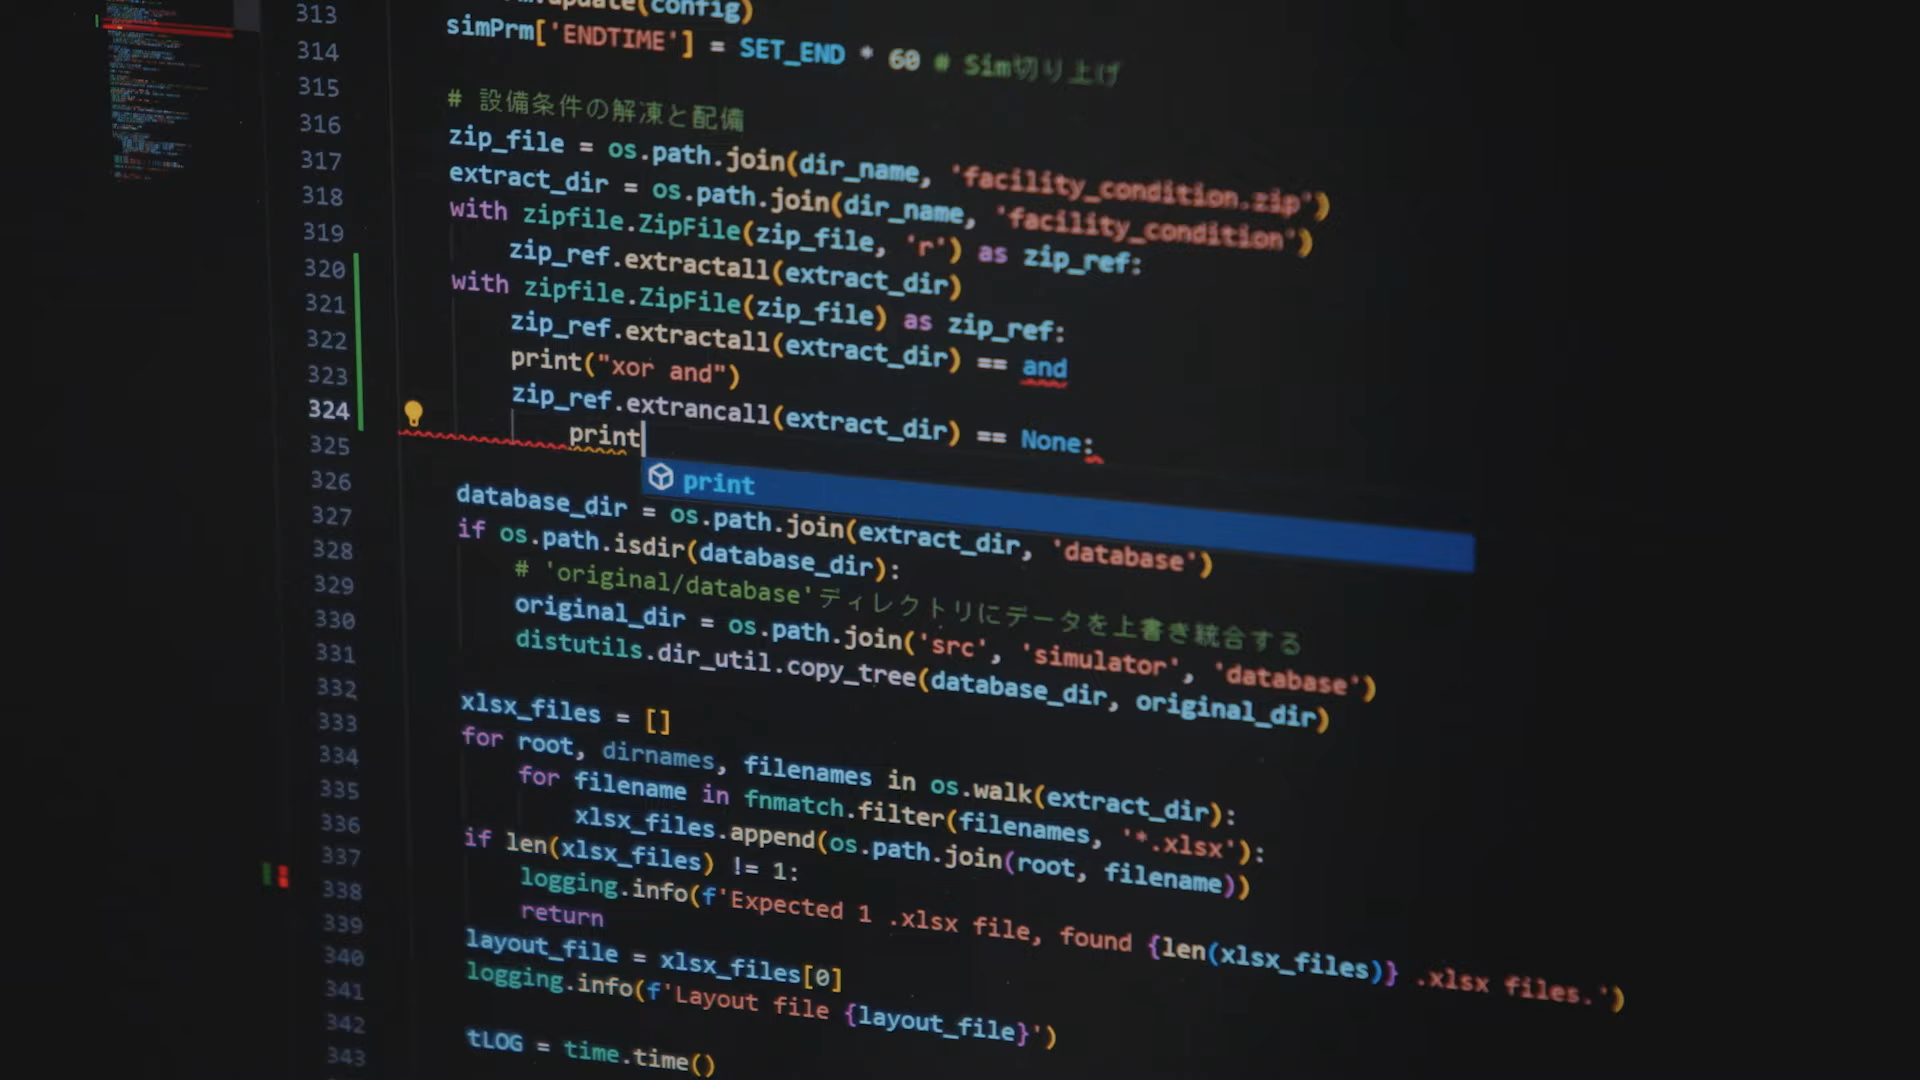 313
.update(config)
314 simPrm['ENDTIME'] = SET_END * 60 # Sim切り上げ
315
316 # 設備条件の解凍と配備
317 zip_file = os.path.join(dir_name, 'facility_condition.zip')
318 extract_dir = os.path.join(dir_name, 'facility_condition')
319 with zipfile.ZipFile(zip_file, 'r') as zip_ref:
320 zip_ref.extractall(extract_dir)
321 with zipfile.ZipFile(zip_file) as zip_ref:
322 zip_ref.extractall(extract_dir) == and
323 print("xor and")
324 zip_ref.extrancall(extract_dir) == None:
325 print
print
326
327 database_dir = os.path.join(extract_dir, 'database')
328 if os.path.isdir(database_dir):
329 # 'original/database'ディレクトリにデータを上書き統合する
330 original_dir = os.path.join('src', 'simulator', 'database')
331 distutils.dir_util.copy_tree(database_dir, original_dir)
332
333 xlsx_files = []
334 for root, dirnames, filenames in os.walk(extract_dir):
335 for filename in fnmatch.filter(filenames, '*.xlsx'):
336 xlsx_files.append(os.path.join(root, filename))
337 if len(xlsx_files) != 1:
338 logging.info(f'Expected 1 .xlsx file, found {len(xlsx_files)} .xlsx files.')
339 return
340 layout_file = xlsx_files[0]
341 logging.info(f'Layout file {layout_file}')
342
343 tLOG = time.time()